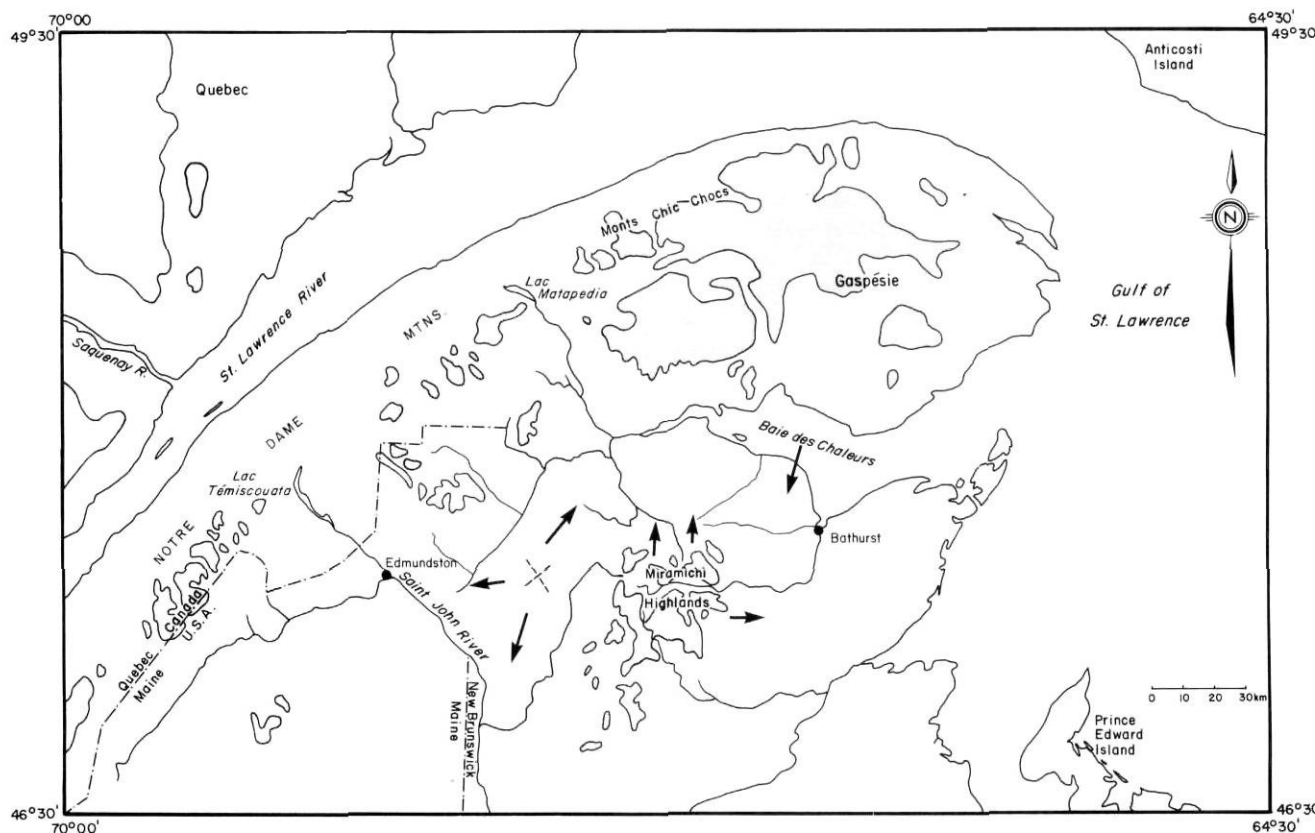 70°00'
64°30'
49°30'
49°30'
Anticosti
Island
Quebec
Monts Chic-Chocs
Gaspésie
Lac
Matapedia
Gulf of
St. Lawrence
N
MTNS.
St. Lawrence River
Saguenay R.
DAME
Baie des Chaleurs
Lac
Témiscouata
NOTRE
Bathurst
Edmundston
Miramichi
Highlands
Canada
U.S.A.
Saint John River
Quebec
Maine
New Brunswick
Maine
0 10 20 30km
Prince
Edward
Island
46°30'
46°30'
70°00'
64°30'